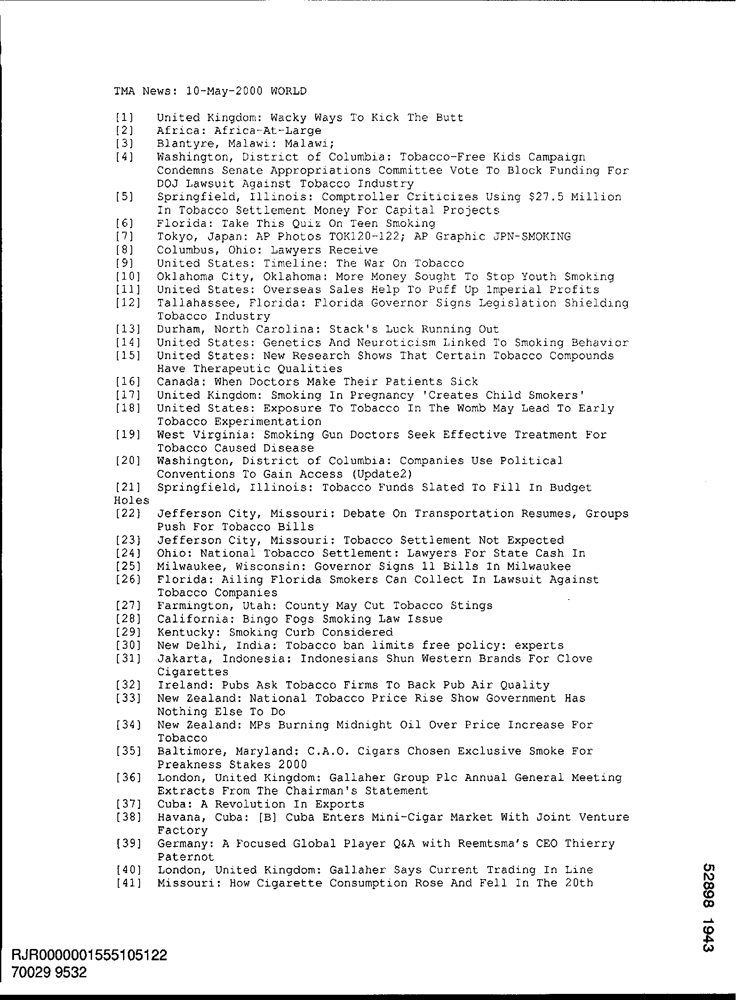 TMA News: 10-May-2000 WORLD
[1] United Kingdom: Wacky Ways To Kick The Butt
[2] Africa: Africa-At-Large
[3] Blantyre, Malawi: Malawi;
[4] Washington, District of Columbia: Tobacco-Free Kids Campaign
Condemns Senate Appropriations Committee Vote To Block Funding For
DOJ Lawsuit Against Tobacco Industry
[5] Springfield, Illinois: Comptroller Criticizes Using $27.5 Million
In Tobacco Settlement Money For Capital Projects
[6] Florida: Take This Quiz On Teen Smoking
[7] Tokyo, Japan: AP Photos TOK120-122; AP Graphic JPN-SMOKING
[8] Columbus, Ohio: Lawyers Receive
[9] United States: Timeline: The War On Tobacco
[10] Oklahoma City, Oklahoma: More Money Sought To Stop Youth Smoking
[11] United States: Overseas Sales Help To Puff Up Imperial Profits
[12] Tallahassee, Florida: Florida Governor Signs Legislation Shielding
Tobacco Industry
[13] Durham, North Carolina: Stack's Luck Running Out
[14] United States: Genetics And Neuroticism Linked To Smoking Behavior
[15] United States: New Research Shows That Certain Tobacco Compounds
Have Therapeutic Qualities
[16] Canada: When Doctors Make Their Patients Sick
[17] United Kingdom: Smoking In Pregnancy 'Creates Child Smokers'
[18] United States: Exposure To Tobacco In The Womb May Lead To Early
Tobacco Experimentation
[19] West Virginia: Smoking Gun Doctors Seek Effective Treatment For
Tobacco Caused Disease
[20] Washington, District of Columbia: Companies Use Political
Conventions To Gain Access (Update2)
[21] Springfield, Illinois: Tobacco Funds Slated To Fill In Budget
Holes
[22] Jefferson City, Missouri: Debate On Transportation Resumes, Groups
Push For Tobacco Bills
[23] Jefferson City, Missouri: Tobacco Settlement Not Expected
[24] Ohio: National Tobacco Settlement: Lawyers For State Cash In
[25] Milwaukee, Wisconsin: Governor Signs 11 Bills In Milwaukee
[26] Florida: Ailing Florida Smokers Can Collect In Lawsuit Against
Tobacco Companies
[27] Farmington, Utah: County May Cut Tobacco Stings
[28] California: Bingo Fogs Smoking Law Issue
[29] Kentucky: Smoking Curb Considered
[30] New Delhi, India: Tobacco ban limits free policy: experts
[31] Jakarta, Indonesia: Indonesians Shun Western Brands For Clove
Cigarettes
[32] Ireland: Pubs Ask Tobacco Firms To Back Pub Air Quality
[33] New Zealand: National Tobacco Price Rise Show Government Has
Nothing Else To Do
[34] New Zealand: MPs Burning Midnight Oil Over Price Increase For
Tobacco
[35] Baltimore, Maryland: C.A.O. Cigars Chosen Exclusive Smoke For
Preakness Stakes 2000
[36] London, United Kingdom: Gallaher Group Plc Annual General Meeting
Extracts From The Chairman's Statement
[37] Cuba: A Revolution In Exports
[38] Havana, Cuba: [B] Cuba Enters Mini-Cigar Market With Joint Venture
Factory
[39] Germany: A Focused Global Player Q&A with Reemtsma's CEO Thierry
Paternot
[40] London, United Kingdom: Gallaher Says Current Trading In Line
[41] Missouri: How Cigarette Consumption Rose And Fell In The 20th
52898 1943
RJR0000001555105122
70029 9532